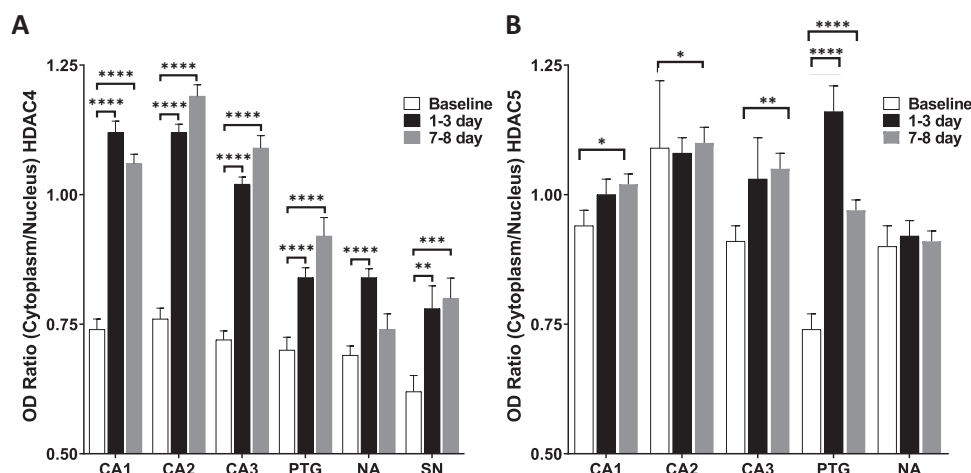 A
OD Ratio (Cytoplasm/Nucleus) HDAC4
1.25
1.00
0.75
0.50
**** **** **** **** **** **** **** **** **** ** ***
Baseline
1-3 day
7-8 day
CA1 CA2 CA3 PTG NA SN
B
OD Ratio (Cytoplasm/Nucleus) HDAC5
1.25
1.00
0.75
0.50
* * ** **** ****
Baseline
1-3 day
7-8 day
CA1 CA2 CA3 PTG NA